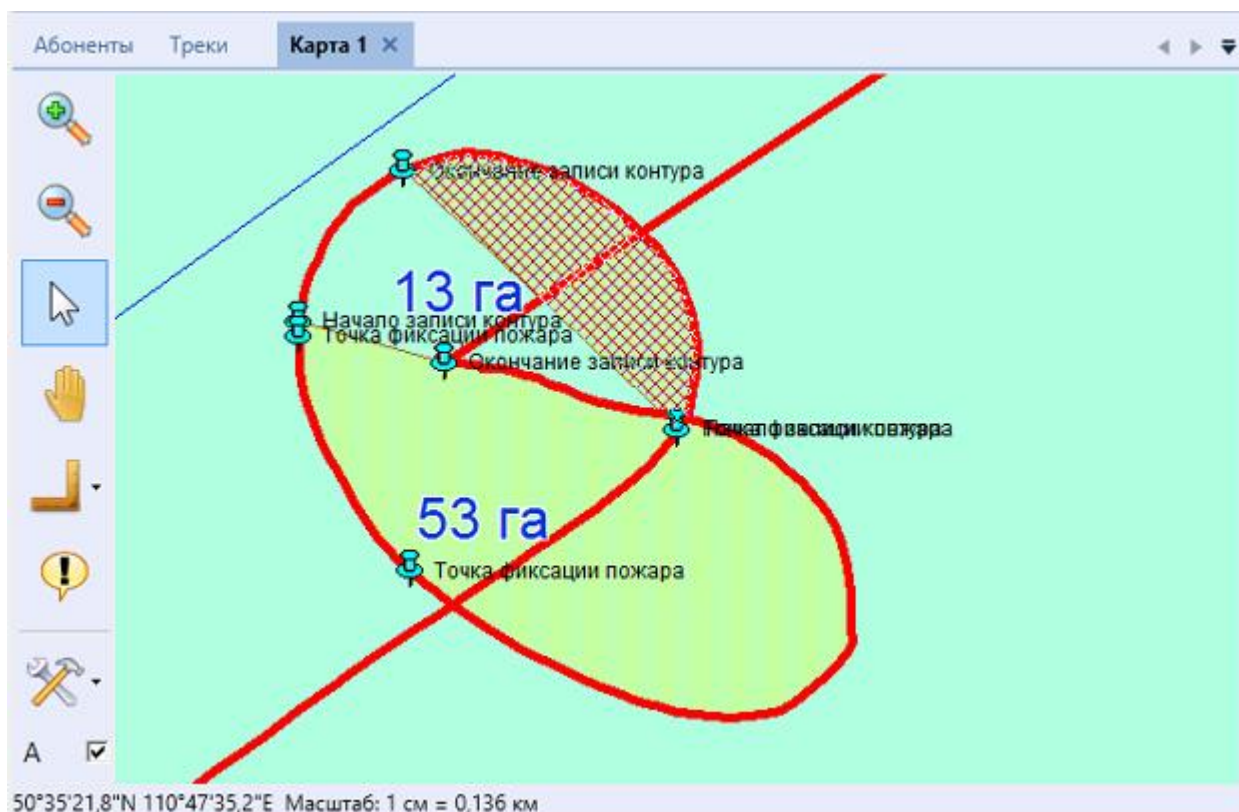 Абоненты Треки Карта 1
Окончание записи контура
13 га
Начало записи контура
Точка фиксации пожара
Окончание записи контура
53 га
Точка фиксации пожара
А
50°35'21,8"N 110°47'35,2"E Масштаб: 1 см = 0,136 км